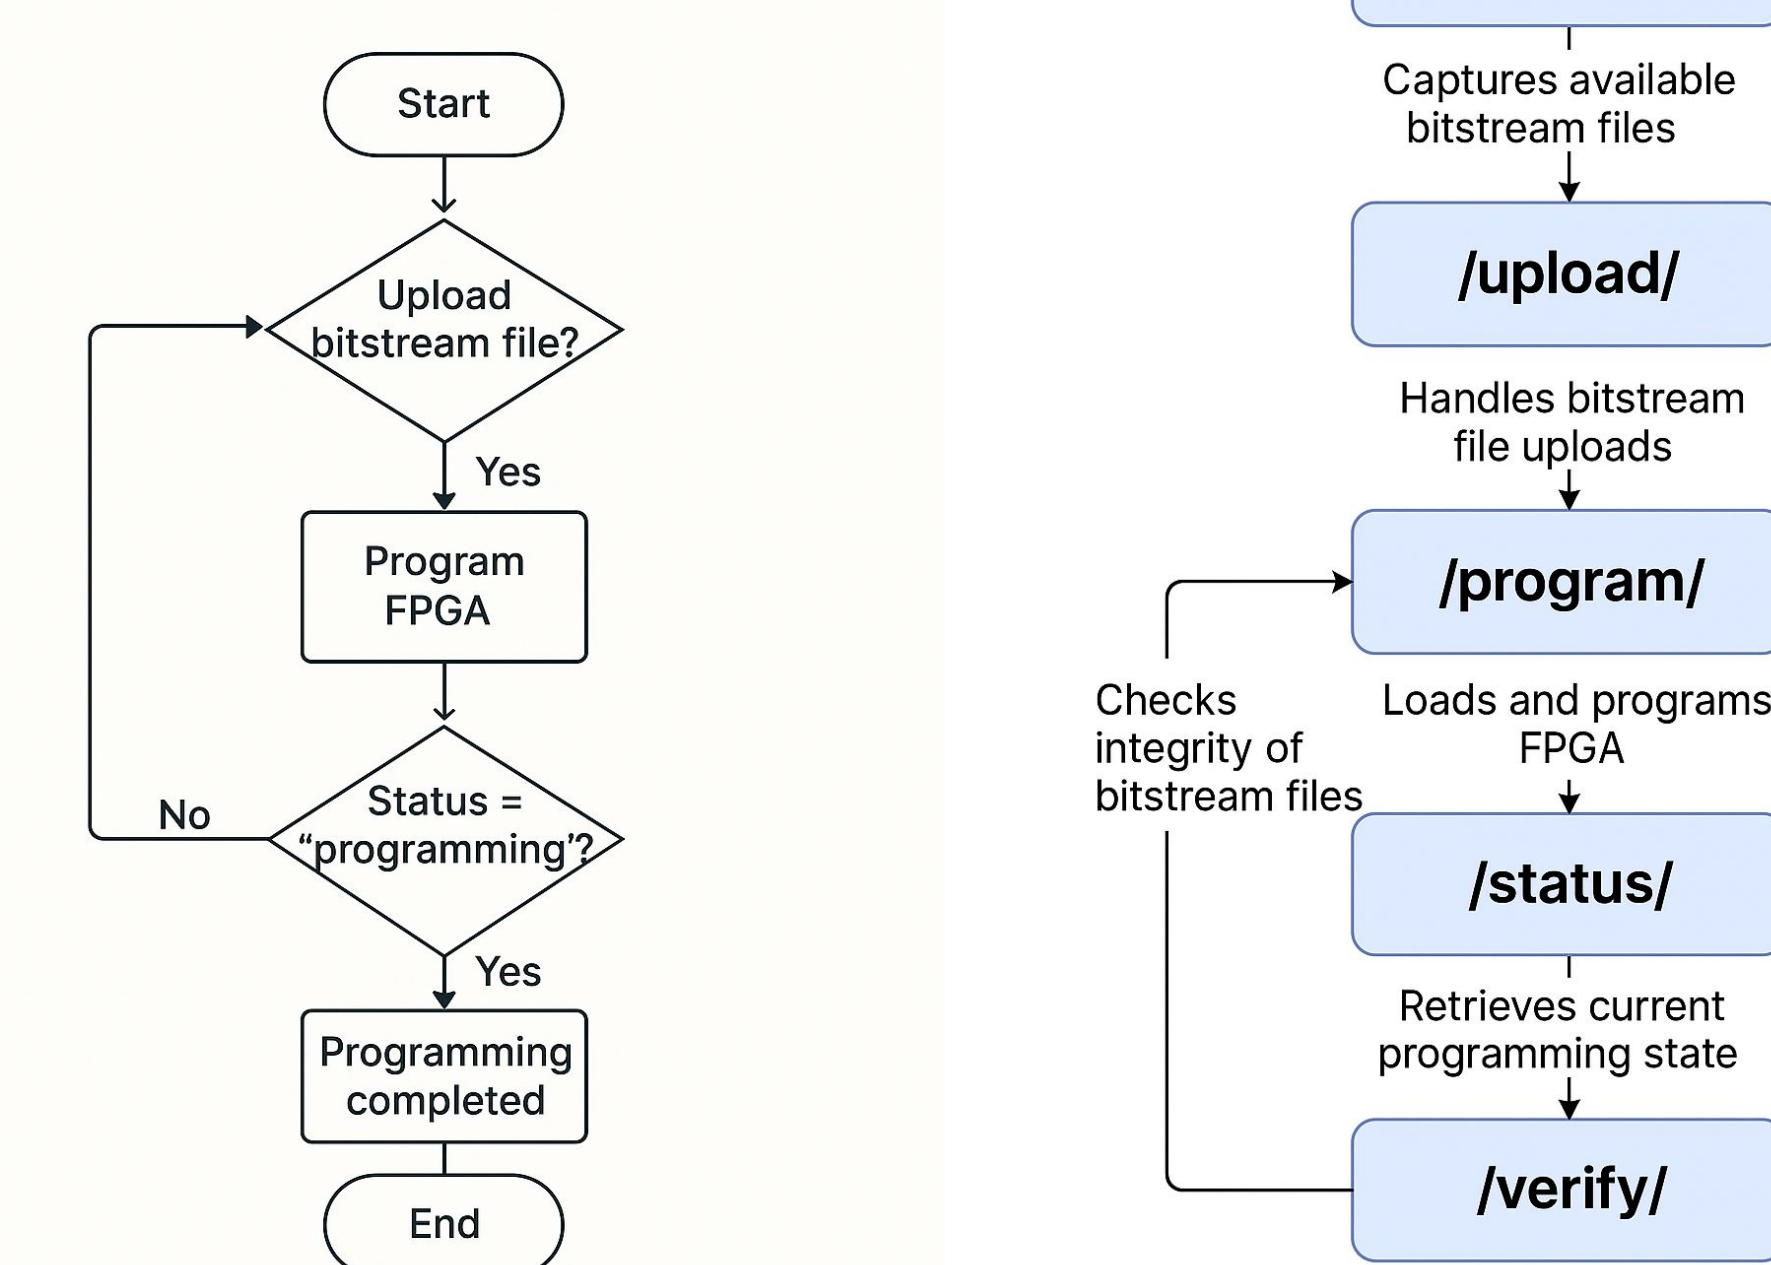 Start
Upload
bitstream file?
Yes
Program
FPGA
Status =
“programming’?
No
Yes
Programming
completed
End
Captures available
bitstream files
/upload/
Handles bitstream
file uploads
/program/
Checks
integrity of
bitstream files
Loads and programs
FPGA
/status/
Retrieves current
programming state
/verify/